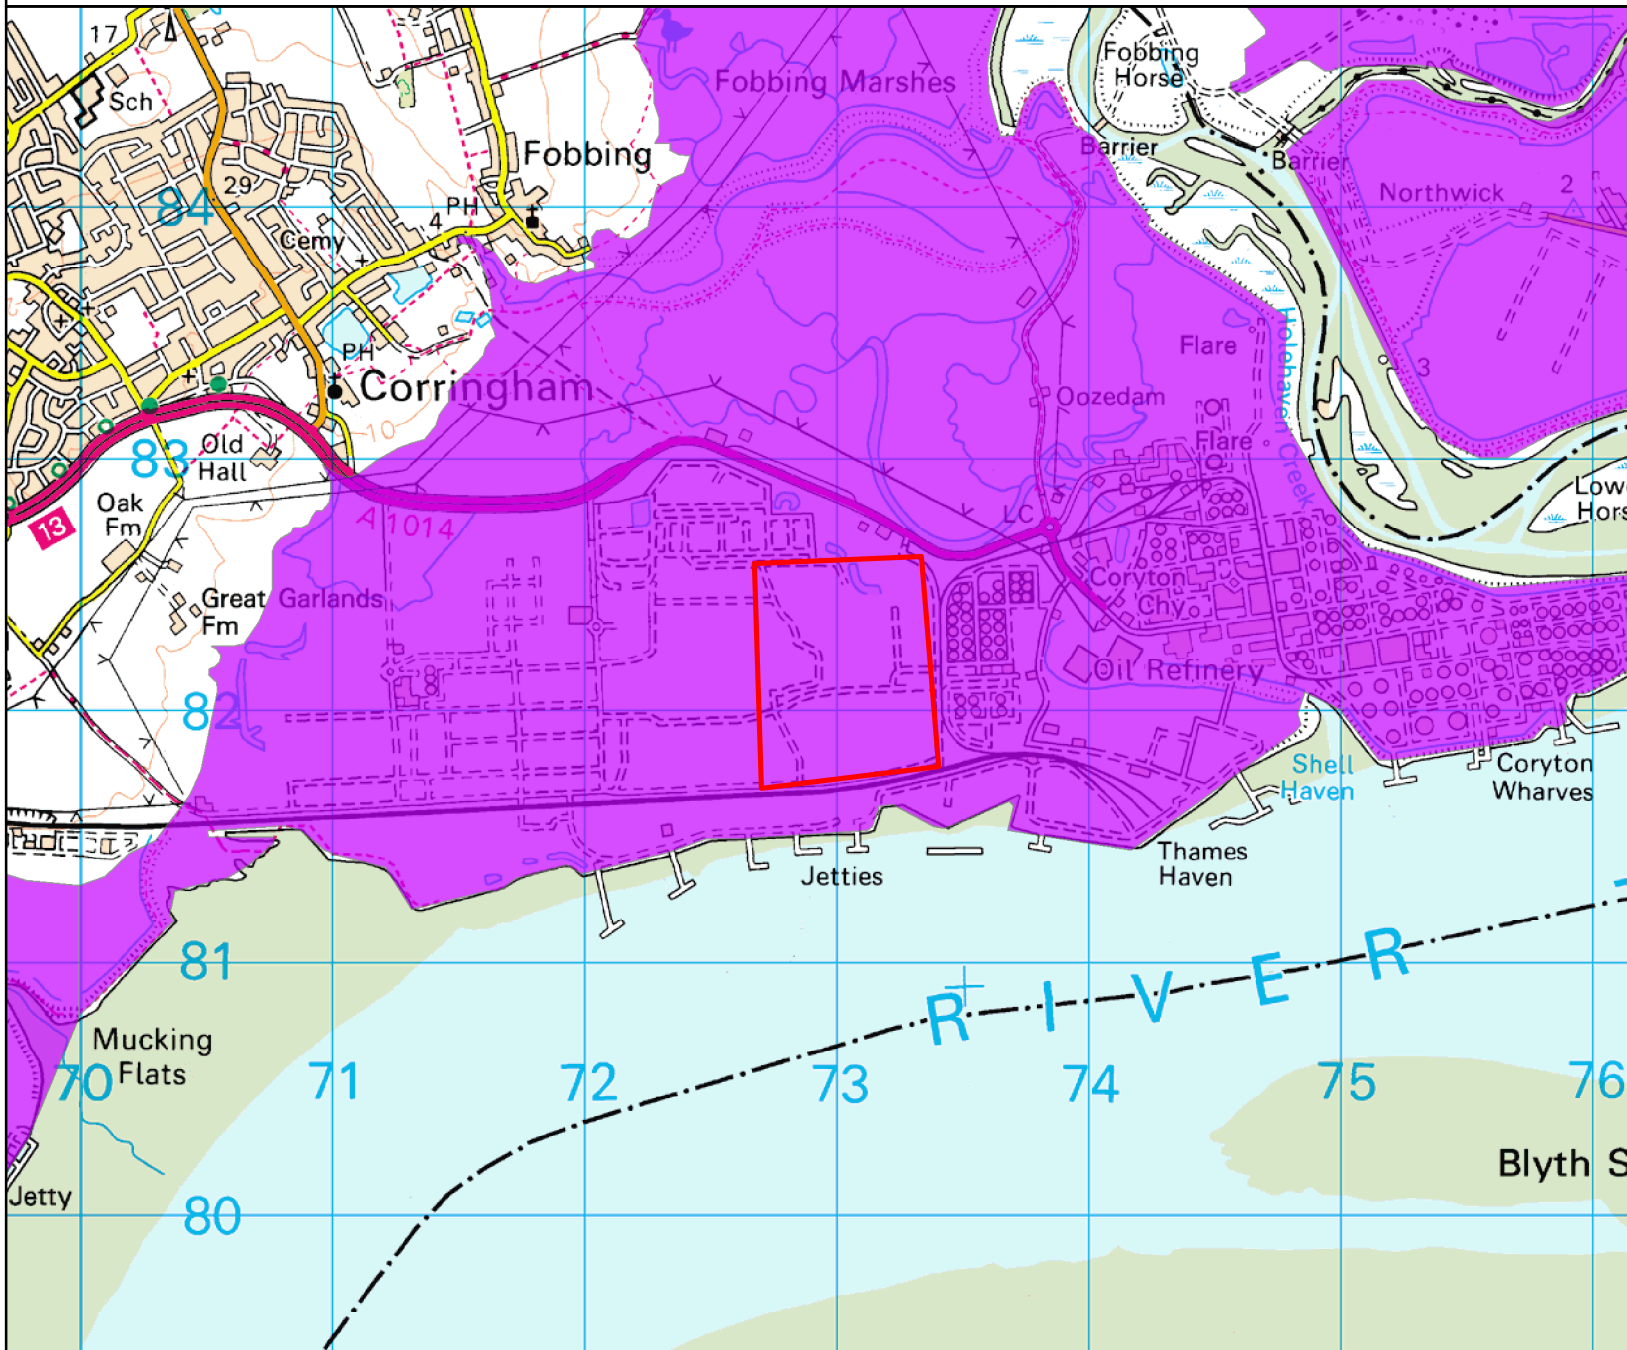 17
Sch
Fobbing Marshes
Fobbing
Horse
Barrier
Barrier
Fobbing
Northwick
2
29
84
PH
4
Cemy
Holehaven Creek
Flare
3
PH
Corringham
Oozedam
10
Flare
83
Old
Hall
Oak
Fm
13
A 1014
LC
Lowe
Hors
Great Garlands
Fm
Coryton
Chy
Oil Refinery
82
Shell
Haven
Coryton
Wharves
Jetties
Thames
Haven
81
RIVER
Mucking
Flats
70
71
72
73
74
75
76
Blyth S
Jetty
80